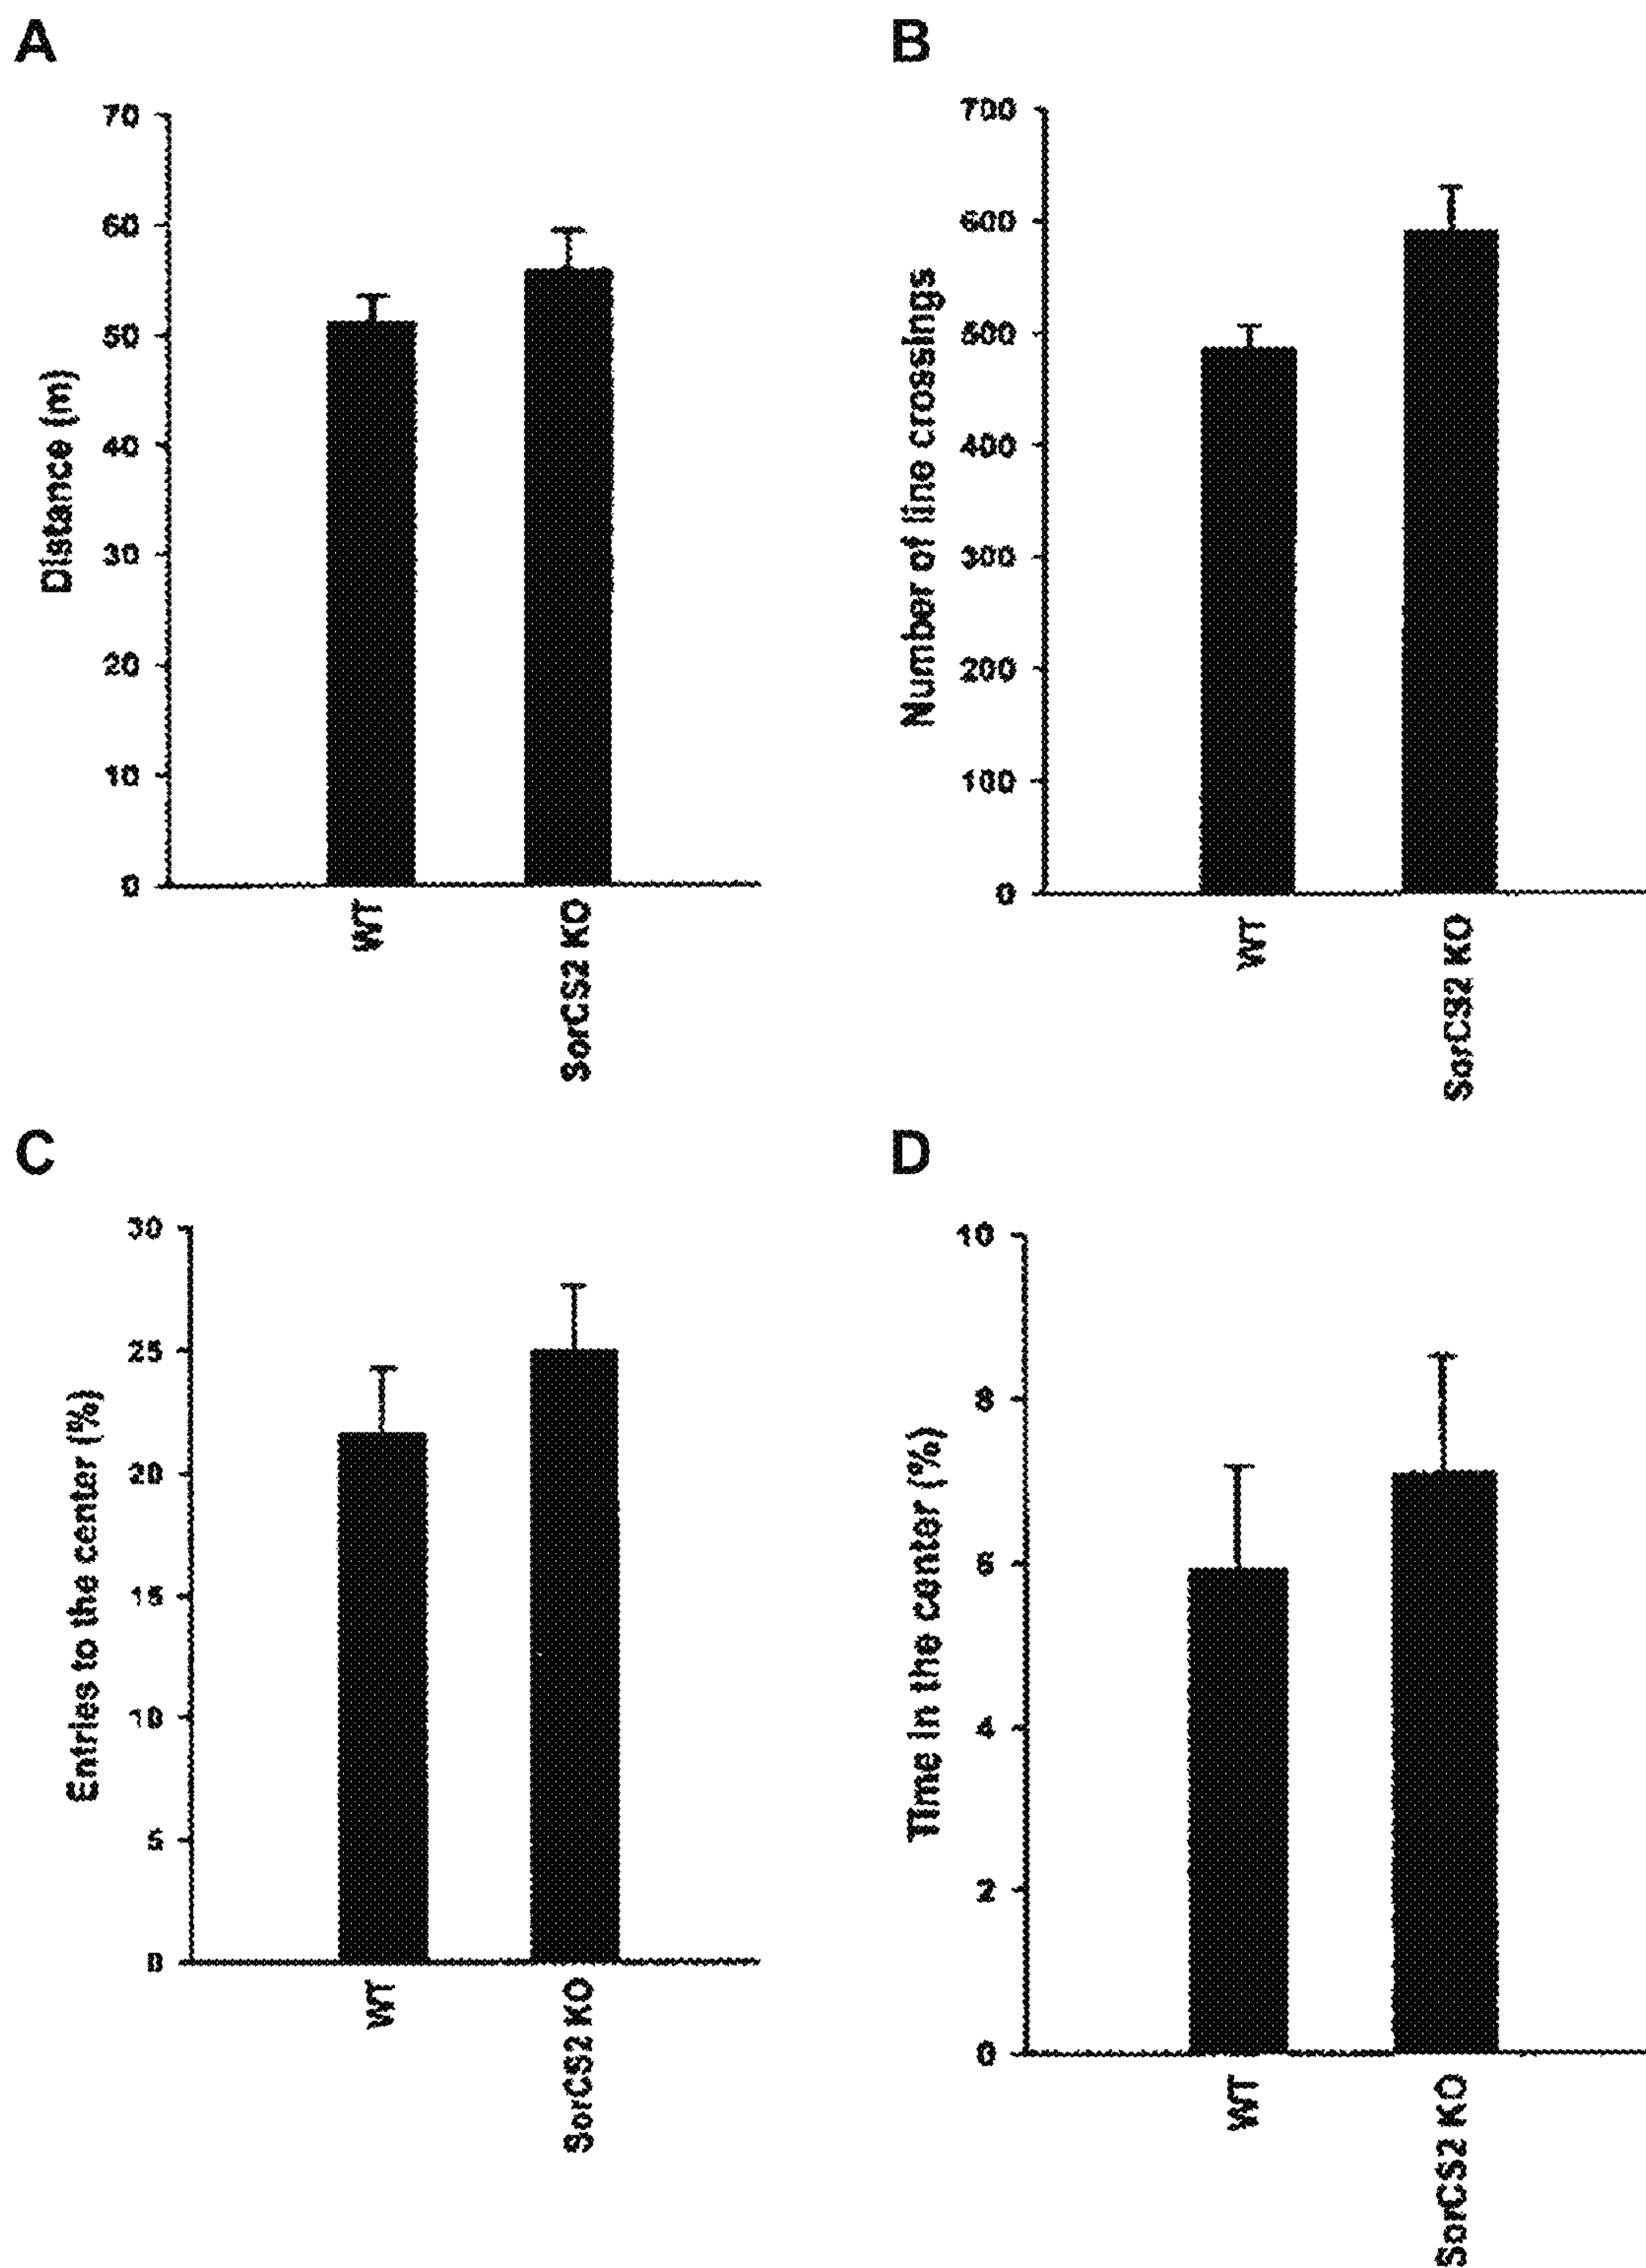 A
70
60
50
40
30
20
10
0
Distance (m)
WT
SorCS2 KO
B
700
600
500
400
300
200
100
0
Number of line crossings
WT
SorCS2 KO
C
30
25
20
15
10
5
0
Entries to the center (%)
WT
SorCS2 KO
D
10
8
6
4
2
0
Time in the center (%)
WT
SorCS2 KO